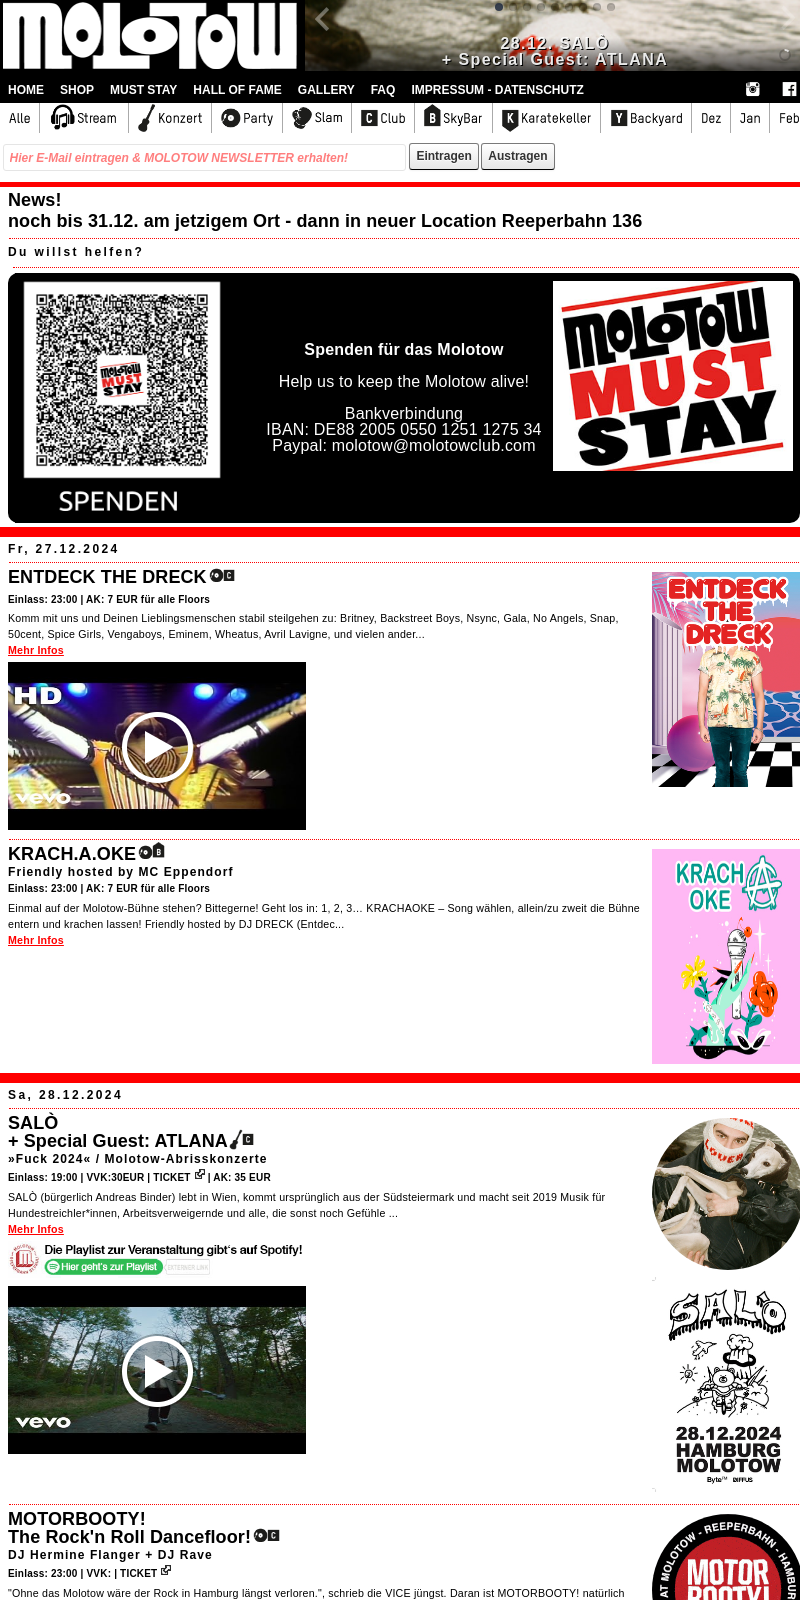 MOLOTOW
28.12. SALÒ
+ Special Guest: ATLANA
HOME SHOP MUST STAY HALL OF FAME GALLERY FAQ IMPRESSUM - DATENSCHUTZ
Alle Stream Konzert Party Slam C Club B SkyBar K Karatekeller Y Backyard Dez Jan Feb
Hier E-Mail eintragen & MOLOTOW NEWSLETTER erhalten! Eintragen Austragen
News!
noch bis 31.12. am jetzigem Ort - dann in neuer Location Reeperbahn 136
Du willst helfen?
MOLOTOW
MUST
STAY
SPENDEN
Spenden für das Molotow
Help us to keep the Molotow alive!
Bankverbindung
IBAN: DE88 2005 0550 1251 1275 34
Paypal: molotow@molotowclub.com
MOLOTOW
MUST
STAY
Fr, 27.12.2024
ENTDECK THE DRECK C
Einlass: 23:00 | AK: 7 EUR für alle Floors
Komm mit uns und Deinen Lieblingsmenschen stabil steilgehen zu: Britney, Backstreet Boys, Nsync, Gala, No Angels, Snap,
50cent, Spice Girls, Vengaboys, Eminem, Wheatus, Avril Lavigne, und vielen ander...
Mehr Infos
HD
vevo
ENTDECK
THE
DRECK
KRACH.A.OKE B
Friendly hosted by MC Eppendorf
Einlass: 23:00 | AK: 7 EUR für alle Floors
Einmal auf der Molotow-Bühne stehen? Bittegerne! Geht los in: 1, 2, 3… KRACHAOKE – Song wählen, allein/zu zweit die Bühne
entern und krachen lassen! Friendly hosted by DJ DRECK (Entdec...
Mehr Infos
KRACH A
OKE
Sa, 28.12.2024
SALÒ
+ Special Guest: ATLANA C
»Fuck 2024« / Molotow-Abrisskonzerte
Einlass: 19:00 | VVK:30EUR | TICKET | AK: 35 EUR
SALÒ (bürgerlich Andreas Binder) lebt in Wien, kommt ursprünglich aus der Südsteiermark und macht seit 2019 Musik für
Hundestreichler*innen, Arbeitsverweigernde und alle, die sonst noch Gefühle ...
Mehr Infos
Die Playlist zur Veranstaltung gibt's auf Spotify!
Hier geht's zur Playlist EXTERNER LINK
vevo
SALÒ
28.12.2024
HAMBURG
MOLOTOW
Byte™ DIFFUS
MOTORBOOTY!
The Rock'n Roll Dancefloor! C
DJ Hermine Flanger + DJ Rave
Einlass: 23:00 | VVK: | TICKET
"Ohne das Molotow wäre der Rock in Hamburg längst verloren.", schrieb die VICE jüngst. Daran ist MOTORBOOTY! natürlich
AT MOLOTOW - REEPERBAHN - HAMBUR
MOTOR
BOOTY!